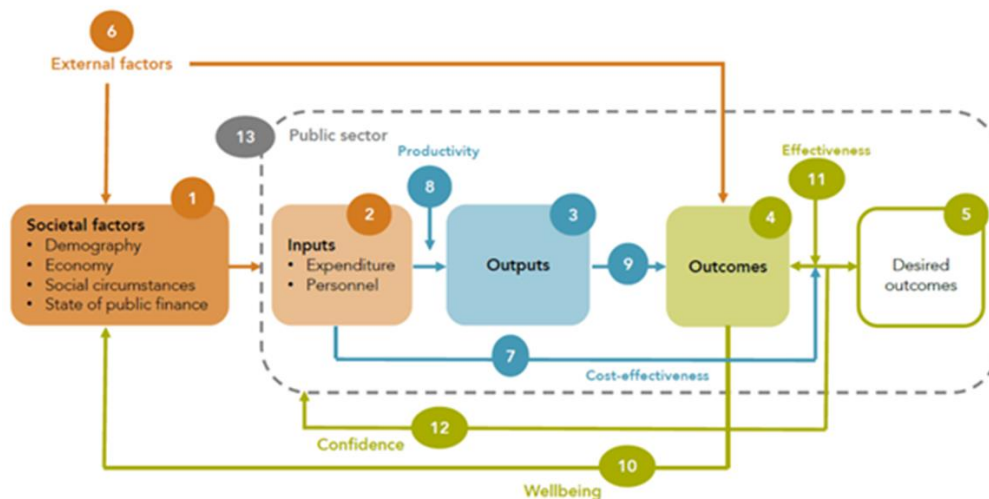 6
External factors
13
Public sector
Productivity
Effectiveness
8
11
1
Societal factors
• Demography
• Economy
• Social circumstances
• State of public finance
2
Inputs
• Expenditure
• Personnel
3
Outputs
9
4
Outcomes
5
Desired
outcomes
7
Cost-effectiveness
12
Confidence
10
Wellbeing